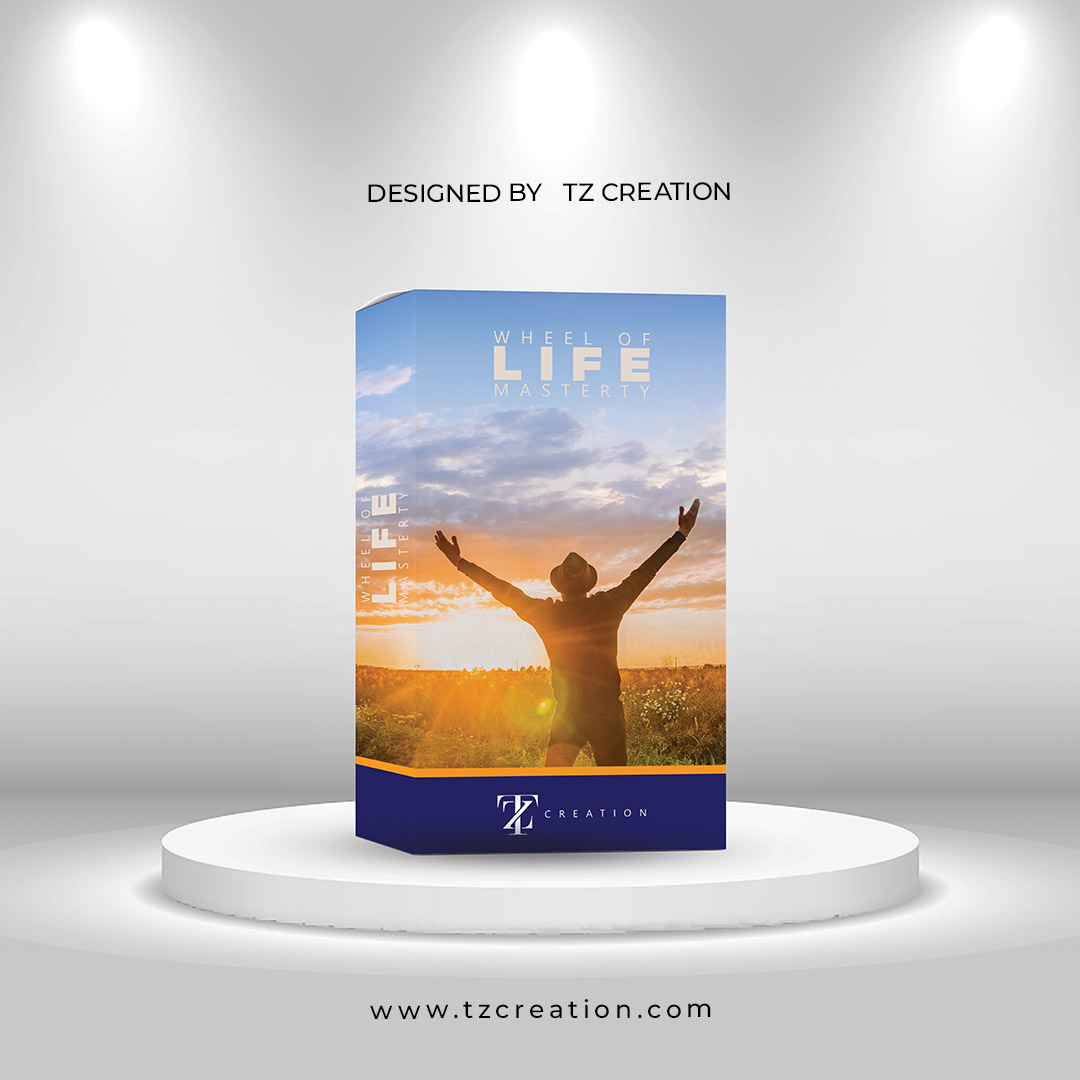 DESIGNED BY TZ CREATION
WHEEL OF
LIFE
MASTERTY
WHEEL OF
LIFE
MASTERTY
TZ CREATION
www.tzcreation.com